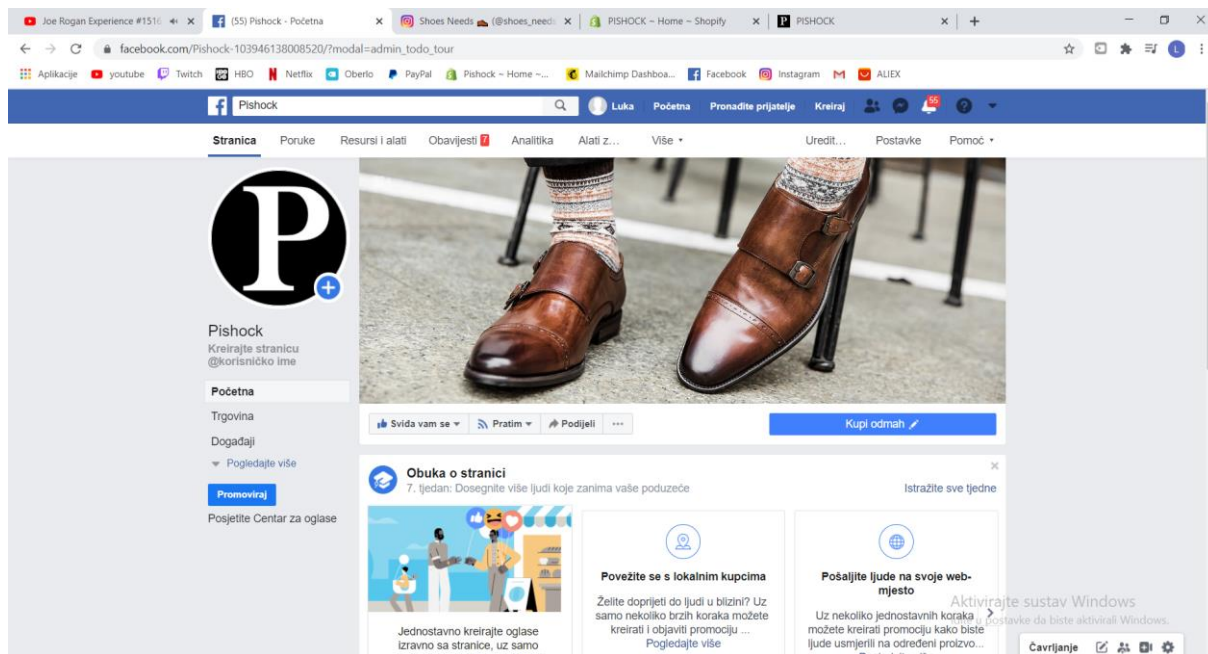 Joe Rogan Experience #1516
(55) Pishock - Početna
Shoes Needs 👞 (@shoes_needs
PISHOCK ~ Home ~ Shopify
P PISHOCK
facebook.com/Pishock-103946138008520/?modal=admin_todo_tour
L
Aplikacije youtube Twitch HBO Netflix Oberlo PayPal Pishock ~ Home ~... Mailchimp Dashboa... Facebook Instagram ALIEX
Pishock
Luka Početna Pronađite prijatelje Kreiraj 55
Stranica Poruke Resursi i alati Obavijesti 7 Analitika Alati z... Više Uredit... Postavke Pomoć
P
Pishock
Kreirajte stranicu
@korisničko ime
Početna
Trgovina
Događaji
Pogledajte više
Promoviraj
Posjetite Centar za oglase
Sviđa vam se Pratim Podijeli ...
Kupi odmah
Obuka o stranici
7. tjedan: Dosegnite više ljudi koje zanima vaše poduzeće
Istražite sve tjedne
Jednostavno kreirajte oglase
izravno sa stranice, uz samo
Povežite se s lokalnim kupcima
Želite doprijeti do ljudi u blizini? Uz
samo nekoliko brzih koraka možete
kreirati i objaviti promociju ...
Pogledajte više
Pošaljite ljude na svoje web-
mjesto
Uz nekoliko jednostavnih koraka
možete kreirati promociju kako biste
ljude usmjerili na određeni proizvo...
Aktivirajte sustav Windows
postavke da biste aktivirali Windows.
Čavrljanje